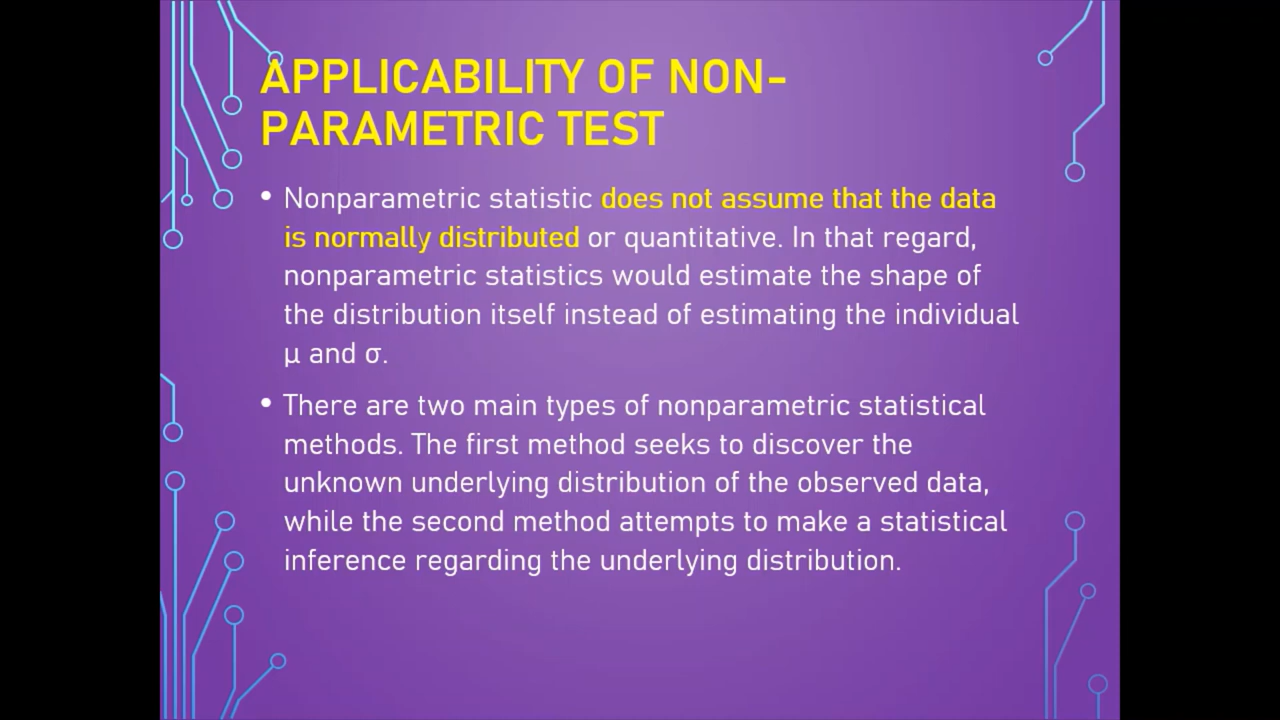 APPLICABILITY OF NON-
PARAMETRIC TEST
• Nonparametric statistic does not assume that the data
is normally distributed or quantitative. In that regard,
nonparametric statistics would estimate the shape of
the distribution itself instead of estimating the individual
μ and σ.
• There are two main types of nonparametric statistical
methods. The first method seeks to discover the
unknown underlying distribution of the observed data,
while the second method attempts to make a statistical
inference regarding the underlying distribution.